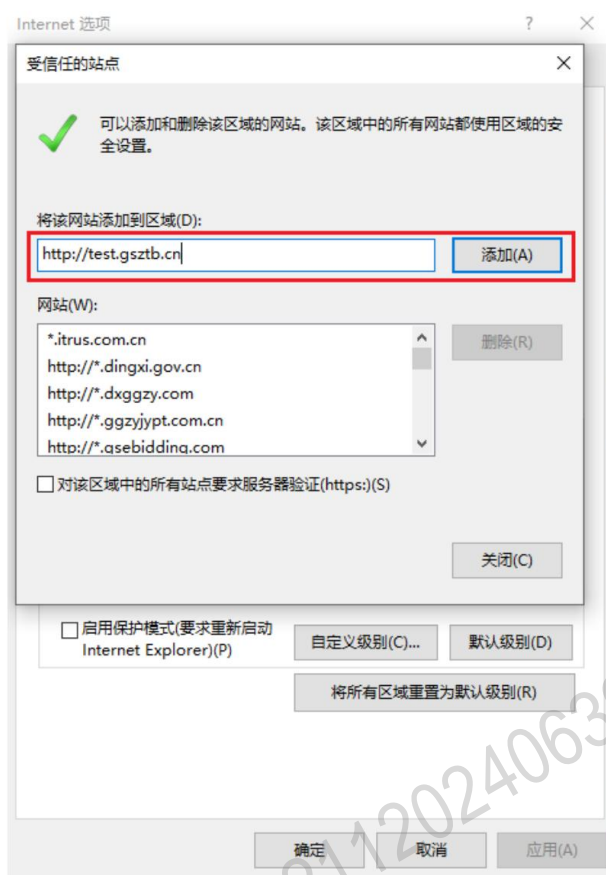 Internet 选项
?
受信任的站点
可以添加和删除该区域的网站。该区域中的所有网站都使用区域的安
全设置。
将该网站添加到区域(D):
http://test.gsztb.cn
添加(A)
网站(W):
*.itrus.com.cn
删除(R)
http://*.dingxi.gov.cn
http://*.dxggzy.com
http://*.ggzyjypt.com.cn
http://*.gsebidding.com
对该区域中的所有站点要求服务器验证(https:)(S)
关闭(C)
启用保护模式(要求重新启动
Internet Explorer)(P)
自定义级别(C)...
默认级别(D)
将所有区域重置为默认级别(R)
确定
取消
应用(A)